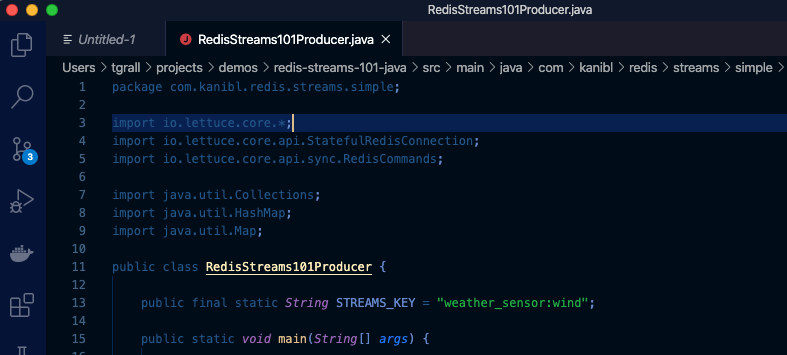 RedisStreams101Producer.java
Untitled-1
RedisStreams101Producer.java
Users > tgrall > projects > demos > redis-streams-101-java > src > main > java > com > kanibl > redis > streams > simple >
3
1 package com.kanibl.redis.streams.simple;
2
3 import io.lettuce.core.*;
4 import io.lettuce.core.api.StatefulRedisConnection;
5 import io.lettuce.core.api.sync.RedisCommands;
6
7 import java.util.Collections;
8 import java.util.HashMap;
9 import java.util.Map;
10
11 public class RedisStreams101Producer {
12
13 public final static String STREAMS_KEY = "weather_sensor:wind";
14
15 public static void main(String[] args) {
16